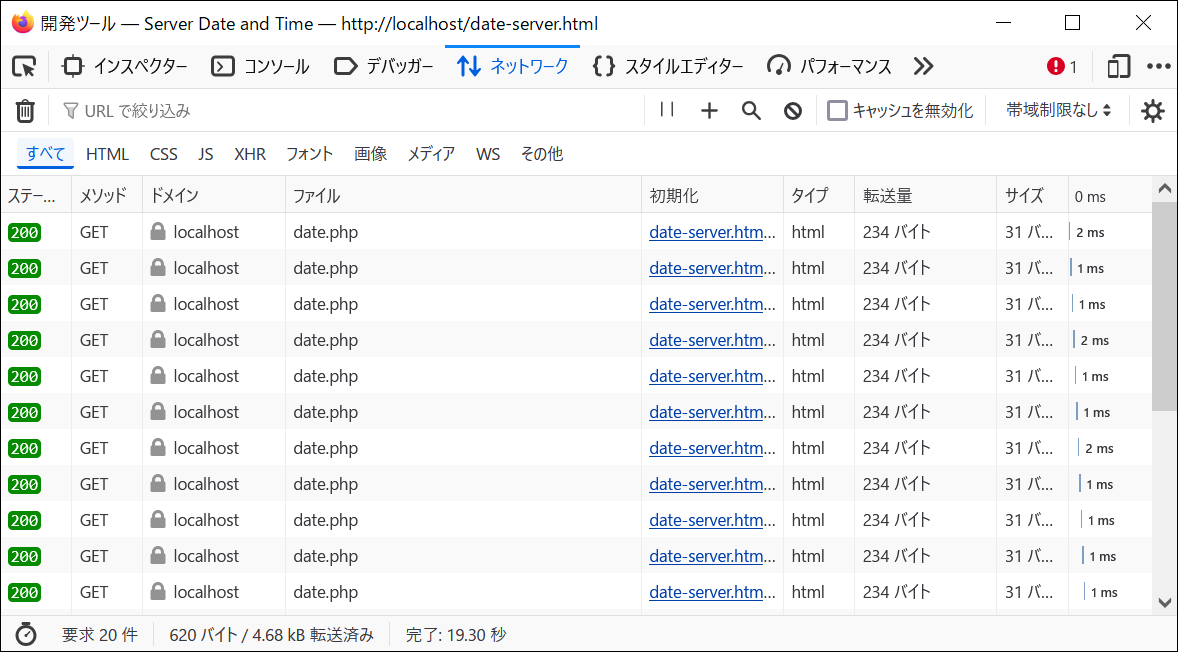 開発ツール — Server Date and Time — http://localhost/date-server.html
インスペクター コンソール デバッガー ネットワーク スタイルエディター パフォーマンス 1
URL で絞り込み キャッシュを無効化 帯域制限なし
すべて HTML CSS JS XHR フォント 画像 メディア WS その他
ステー... メソッド ドメイン ファイル 初期化 タイプ 転送量 サイズ 0 ms
200 GET localhost date.php date-server.htm... html 234 バイト 31 バ... 2 ms
200 GET localhost date.php date-server.htm... html 234 バイト 31 バ... 1 ms
200 GET localhost date.php date-server.htm... html 234 バイト 31 バ... 1 ms
200 GET localhost date.php date-server.htm... html 234 バイト 31 バ... 2 ms
200 GET localhost date.php date-server.htm... html 234 バイト 31 バ... 1 ms
200 GET localhost date.php date-server.htm... html 234 バイト 31 バ... 1 ms
200 GET localhost date.php date-server.htm... html 234 バイト 31 バ... 2 ms
200 GET localhost date.php date-server.htm... html 234 バイト 31 バ... 1 ms
200 GET localhost date.php date-server.htm... html 234 バイト 31 バ... 1 ms
200 GET localhost date.php date-server.htm... html 234 バイト 31 バ... 1 ms
200 GET localhost date.php date-server.htm... html 234 バイト 31 バ... 1 ms
要求 20 件 620 バイト / 4.68 kB 転送済み 完了: 19.30 秒